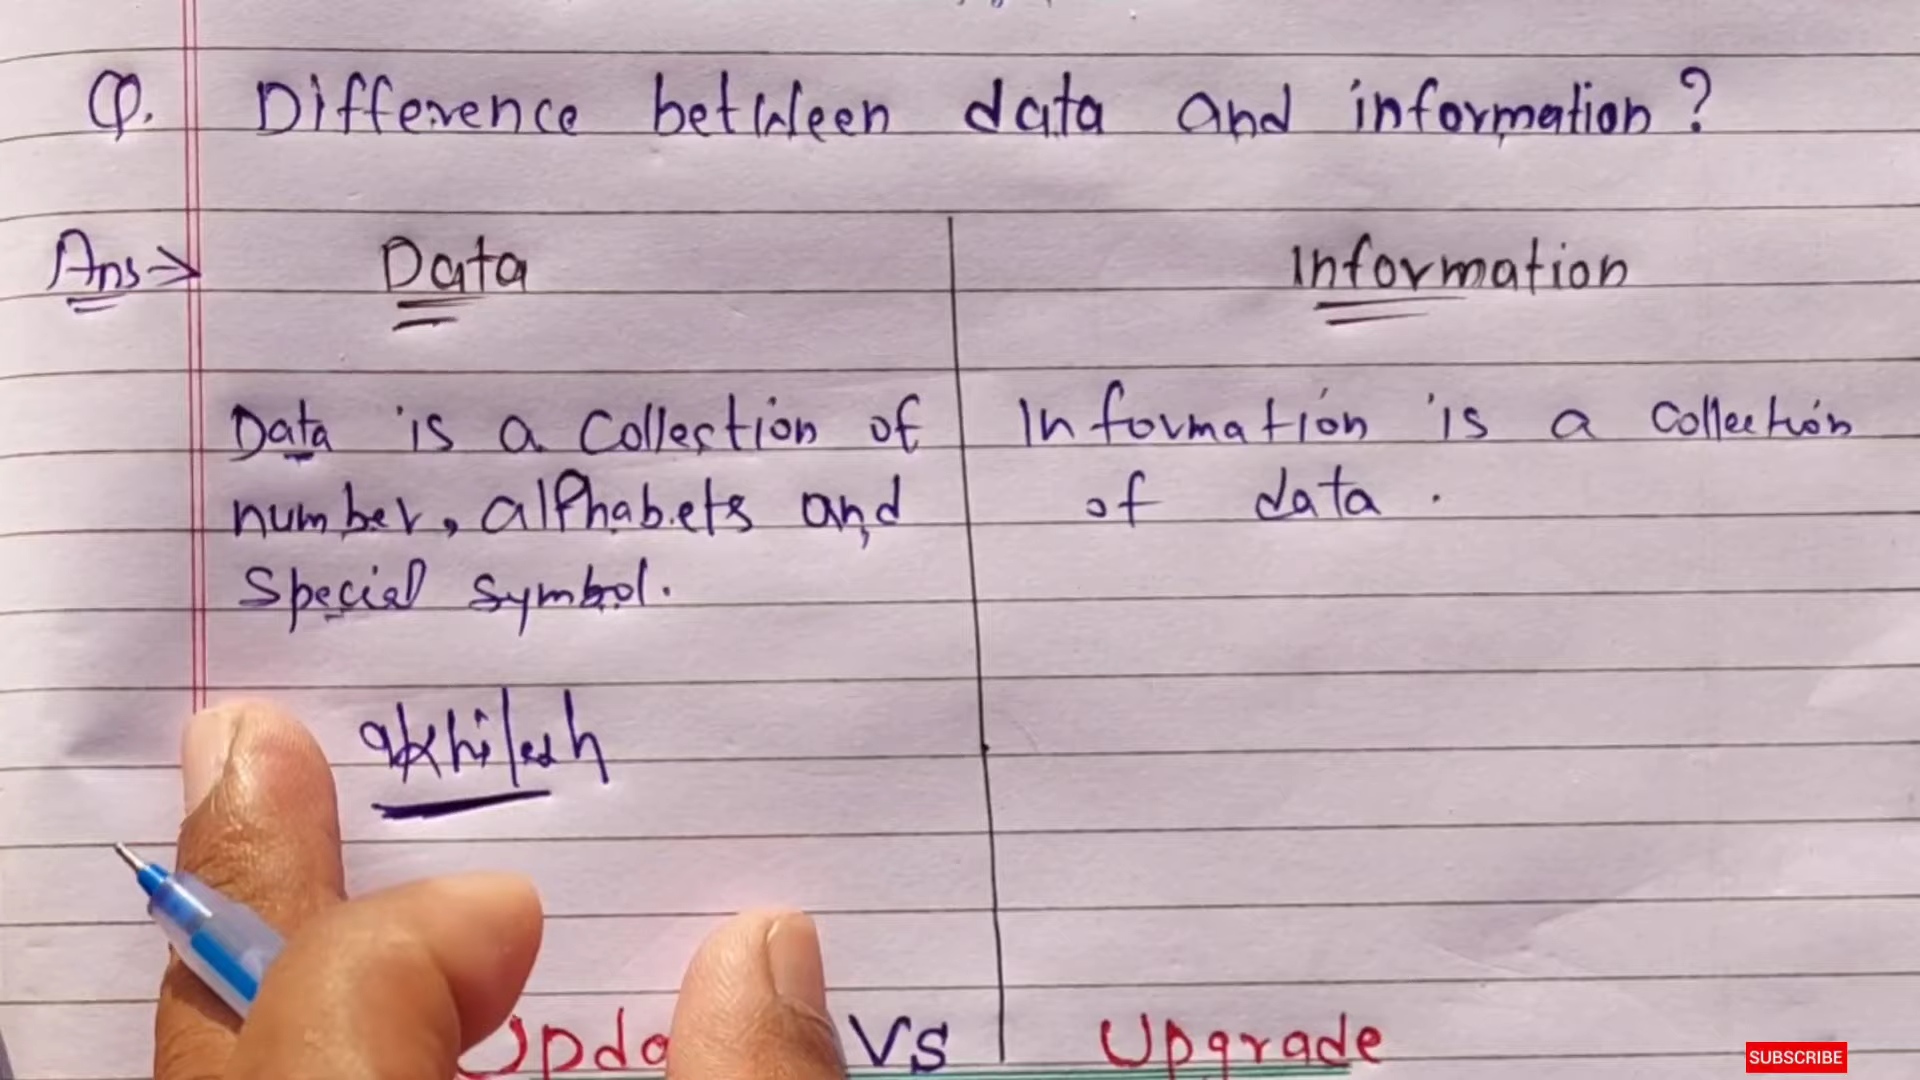 Q. Difference between data and information ?
Ans→ Data
Information
Data is a Collection of
number, alphabets and
Special Symbol.
Information is a collection
of data .
akhilesh
Vs Upgrade
SUBSCRIBE